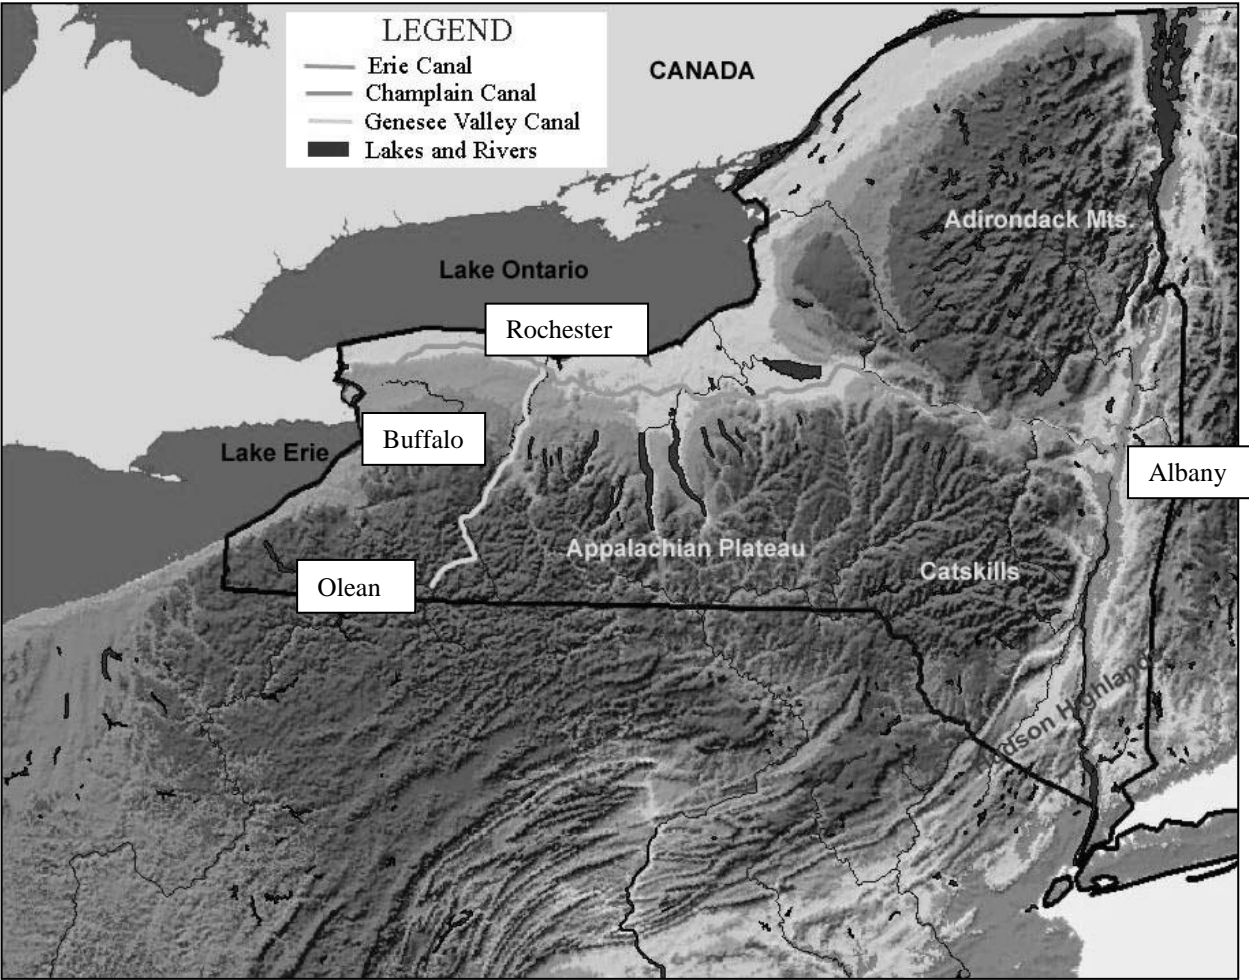 LEGEND
Erie Canal
Champlain Canal
Genesee Valley Canal
Lakes and Rivers
CANADA
Adirondack Mts.
Lake Ontario
Rochester
Buffalo
Lake Erie
Albany
Appalachian Plateau
Catskills
Olean
Hudson Highlands